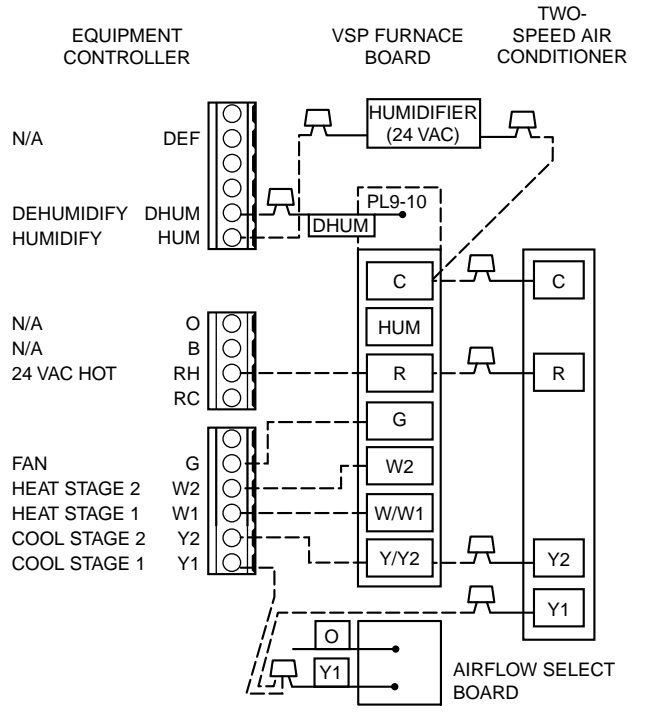 EQUIPMENT
CONTROLLER
VSP FURNACE
BOARD
TWO-
SPEED AIR
CONDITIONER
HUMIDIFIER
(24 VAC)
N/A DEF
PL9-10
DEHUMIDIFY DHUM
DHUM
HUMIDIFY HUM
C C
N/A O
HUM
N/A B
24 VAC HOT RH R R
RC
G
FAN G
W2
HEAT STAGE 2 W2
HEAT STAGE 1 W1 W/W1
COOL STAGE 2 Y2
COOL STAGE 1 Y1 Y/Y2 Y2
Y1
O
Y1
AIRFLOW SELECT
BOARD